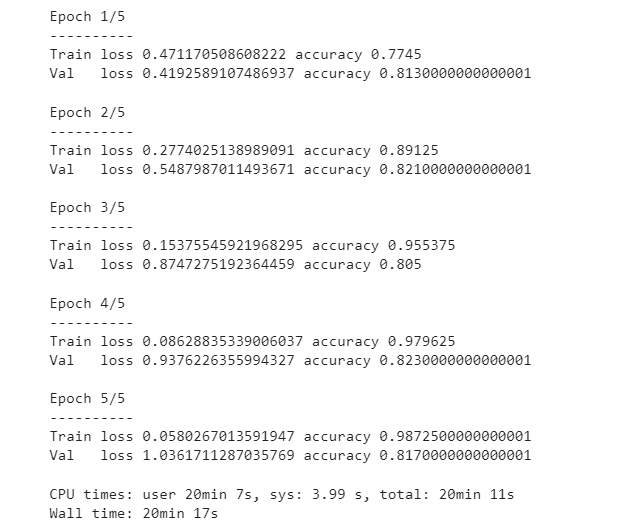 Epoch 1/5
----------
Train loss 0.471170508608222 accuracy 0.7745
Val   loss 0.4192589107486937 accuracy 0.8130000000000001
Epoch 2/5
----------
Train loss 0.2774025138989091 accuracy 0.89125
Val   loss 0.5487987011493671 accuracy 0.8210000000000001
Epoch 3/5
----------
Train loss 0.15375545921968295 accuracy 0.955375
Val   loss 0.8747275192364459 accuracy 0.805
Epoch 4/5
----------
Train loss 0.08628835339006037 accuracy 0.979625
Val   loss 0.9376226355994327 accuracy 0.8230000000000001
Epoch 5/5
----------
Train loss 0.0580267013591947 accuracy 0.9872500000000001
Val   loss 1.0361711287035769 accuracy 0.8170000000000001
CPU times: user 20min 7s, sys: 3.99 s, total: 20min 11s
Wall time: 20min 17s